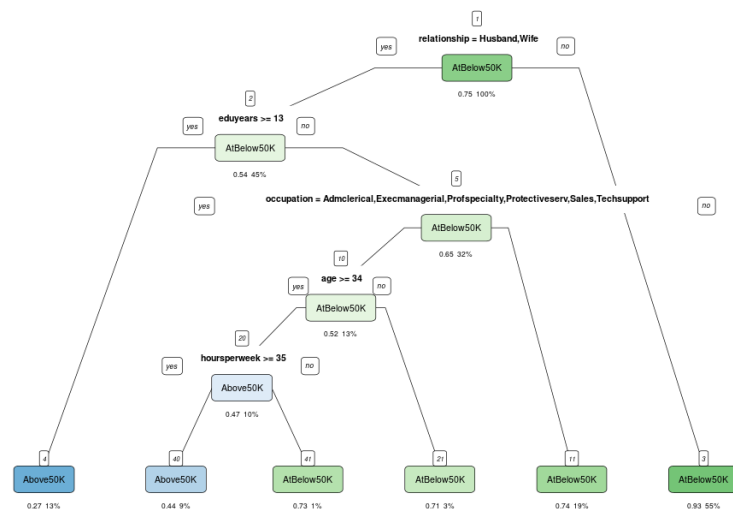 1
relationship = Husband,Wife
yes
no
AtBelow50K
0.75 100%
2
eduyears >= 13
yes
no
AtBelow50K
0.54 45%
5
occupation = Admclerical,Execmanagerial,Profspecialty,Protectiveserv,Sales,Techsupport
yes
no
AtBelow50K
0.65 32%
10
age >= 34
yes
no
AtBelow50K
0.52 13%
20
hoursperweek >= 35
yes
no
Above50K
0.47 10%
4
40
41
21
11
3
Above50K
Above50K
AtBelow50K
AtBelow50K
AtBelow50K
AtBelow50K
0.27 13%
0.44 9%
0.73 1%
0.71 3%
0.74 19%
0.93 55%